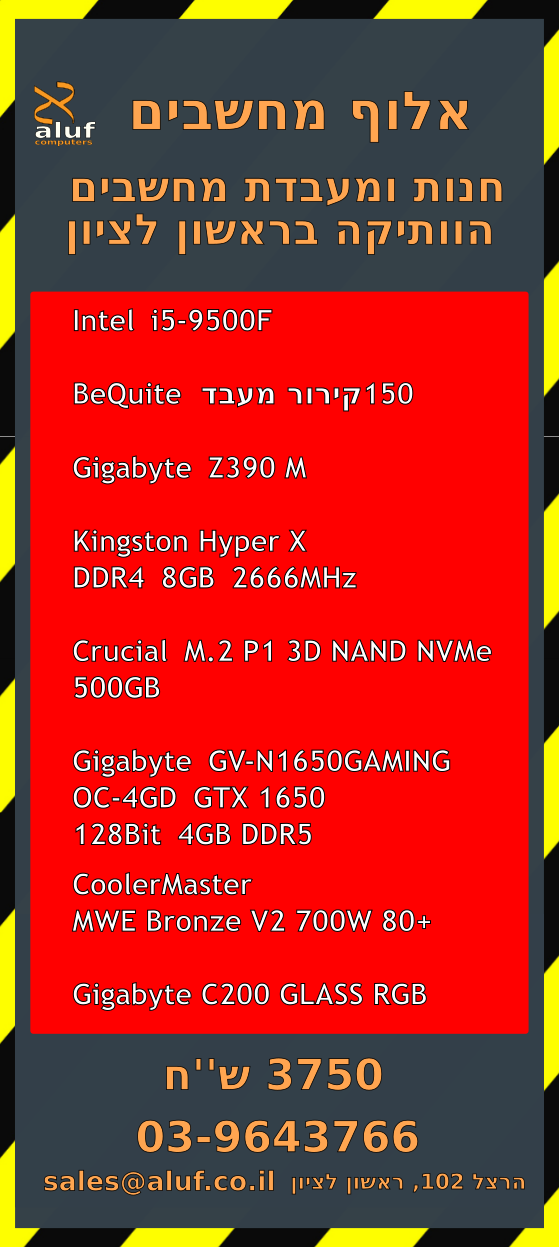 aluf
computers
אלוף מחשבים
חנות ומעבדת מחשבים
הוותיקה בראשון לציון
Intel i5-9500F
BeQuite קירור מעבד150
Gigabyte Z390 M
Kingston Hyper X
DDR4 8GB 2666MHz
Crucial M.2 P1 3D NAND NVMe
500GB
Gigabyte GV-N1650GAMING
OC-4GD GTX 1650
128Bit 4GB DDR5
CoolerMaster
MWE Bronze V2 700W 80+
Gigabyte C200 GLASS RGB
3750 ש''ח
03-9643766
הרצל 102, ראשון לציון sales@aluf.co.il